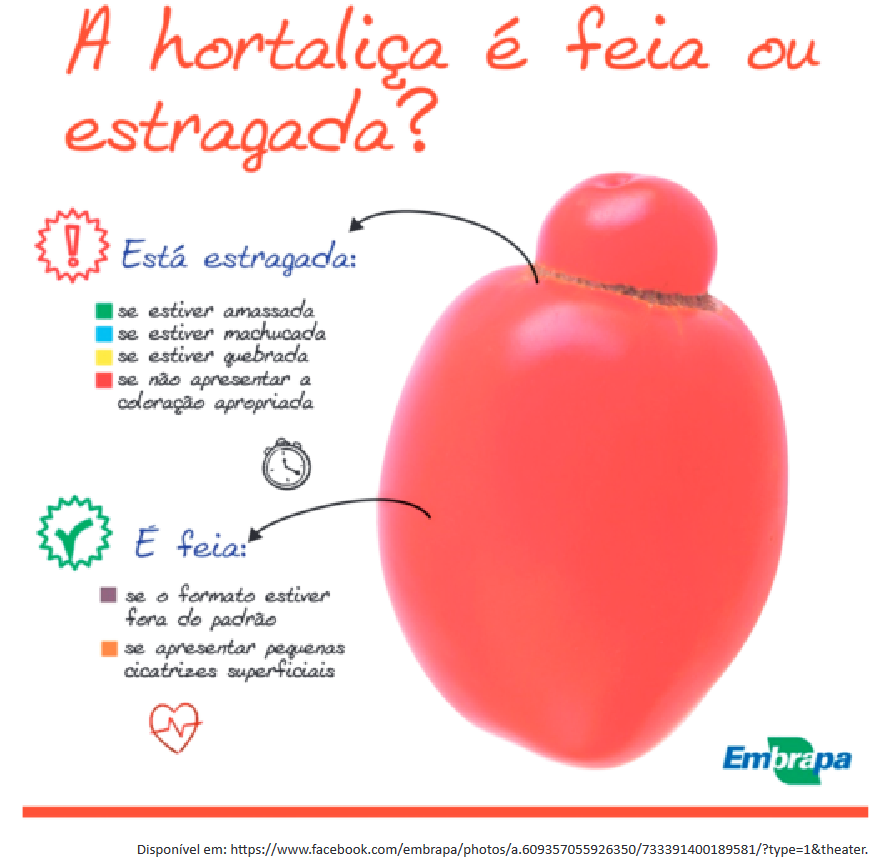 A hortaliça é feia ou
estragada?
Está estragada:
se estiver amassada
se estiver machucada
se estiver quebrada
se não apresentar a
coloração apropriada
É feia:
se o formato estiver
fora do padrão
se apresentar pequenas
cicatrizes superficiais
Embrapa
Disponível em: https://www.facebook.com/embrapa/photos/a.609357055926350/733391400189581/?type=1&theater.